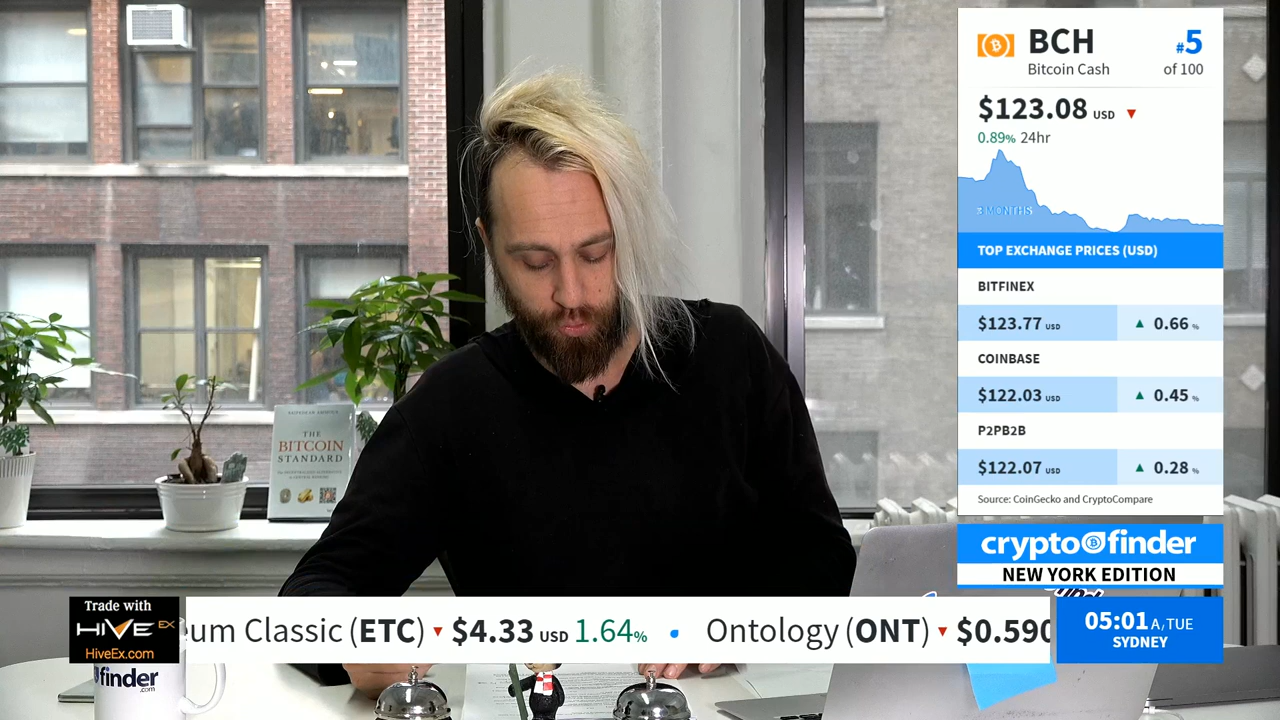 BCH
Bitcoin Cash
#5
of 100
$123.08 USD
0.89% 24hr
3 MONTHS
TOP EXCHANGE PRICES (USD)
BITFINEX
$123.77 USD 0.66 %
COINBASE
$122.03 USD 0.45 %
P2PB2B
$122.07 USD 0.28 %
Source: CoinGecko and CryptoCompare
cryptofinder
NEW YORK EDITION
THE
BITCOIN
STANDARD
Trade with
HIVE EX
HiveEx.com
um Classic (ETC) $4.33 USD 1.64% • Ontology (ONT) $0.590
05:01 A, TUE
SYDNEY
finder
.com